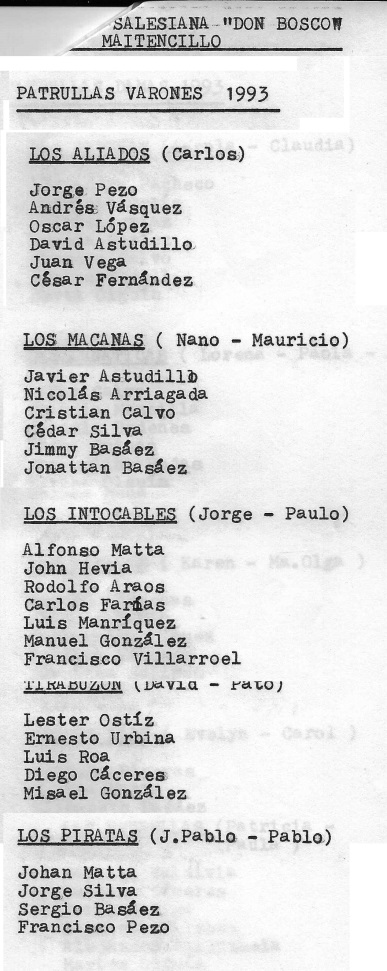 SALESIANA "DON BOSCO"
MAITENCILLO
PATRULLAS VARONES 1993
LOS ALIADOS (Carlos)
Jorge Pezo
Andrés Vásquez
Oscar López
David Astudillo
Juan Vega
César Fernández
LOS MACANAS ( Nano - Mauricio)
Javier Astudillo
Nicolás Arriagada
Cristian Calvo
Cédar Silva
Jimmy Basáez
Jonattan Basáez
LOS INTOCABLES (Jorge - Paulo)
Alfonso Matta
John Hevia
Rodolfo Araos
Carlos Farías
Luis Manríquez
Manuel González
Francisco Villarroel
TIRABUZON (David - Pato)
Lester Ostíz
Ernesto Urbina
Luis Roa
Diego Cáceres
Misael González
LOS PIRATAS (J.Pablo - Pablo)
Johan Matta
Jorge Silva
Sergio Basáez
Francisco Pezo